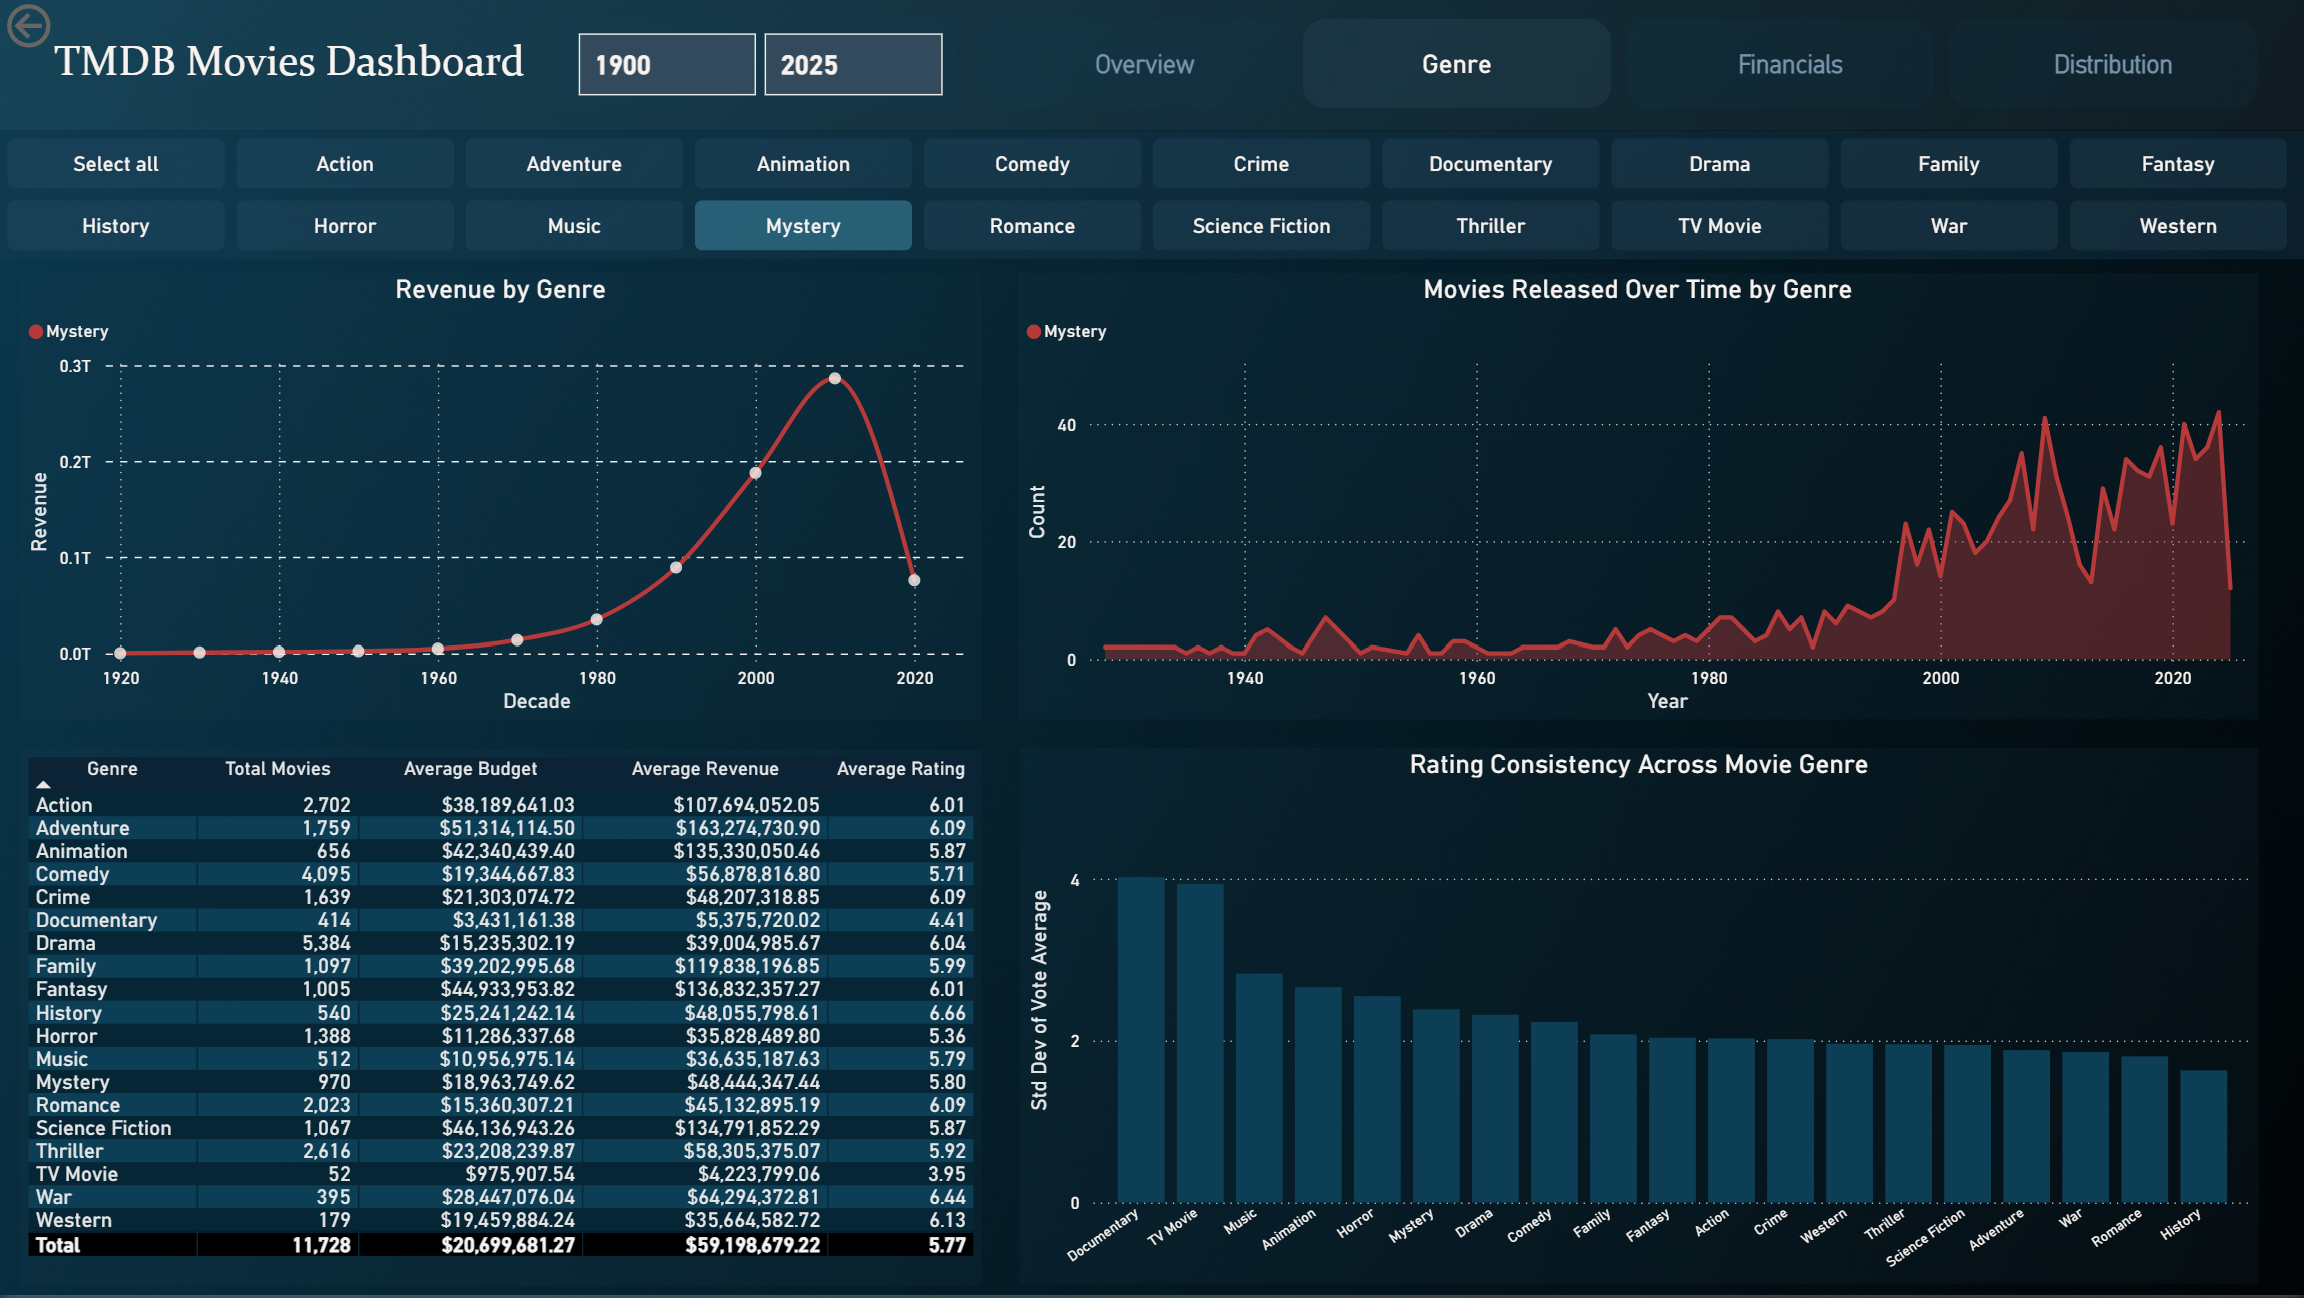 TMDB Movies Dashboard
1900
2025
Overview
Genre
Financials
Distribution
Select all
Action
Adventure
Animation
Comedy
Crime
Documentary
Drama
Family
Fantasy
History
Horror
Music
Mystery
Romance
Science Fiction
Thriller
TV Movie
War
Western
Revenue by Genre
Mystery
Revenue
0.3T
0.2T
0.1T
0.0T
1920 1940 1960 1980 2000 2020
Decade
Movies Released Over Time by Genre
Mystery
Count
40
20
0
1940 1960 1980 2000 2020
Year
Genre Total Movies Average Budget Average Revenue Average Rating
Action 2,702 $38,189,641.03 $107,694,052.05 6.01
Adventure 1,759 $51,314,114.50 $163,274,730.90 6.09
Animation 656 $42,340,439.40 $135,330,050.46 5.87
Comedy 4,095 $19,344,667.83 $56,878,816.80 5.71
Crime 1,639 $21,303,074.72 $48,207,318.85 6.09
Documentary 414 $3,431,161.38 $5,375,720.02 4.41
Drama 5,384 $15,235,302.19 $39,004,985.67 6.04
Family 1,097 $39,202,995.68 $119,838,196.85 5.99
Fantasy 1,005 $44,933,953.82 $136,832,357.27 6.01
History 540 $25,241,242.14 $48,055,798.61 6.66
Horror 1,388 $11,286,337.68 $35,828,489.80 5.36
Music 512 $10,956,975.14 $36,635,187.63 5.79
Mystery 970 $18,963,749.62 $48,444,347.44 5.80
Romance 2,023 $15,360,307.21 $45,132,895.19 6.09
Science Fiction 1,067 $46,136,943.26 $134,791,852.29 5.87
Thriller 2,616 $23,208,239.87 $58,305,375.07 5.92
TV Movie 52 $975,907.54 $4,223,799.06 3.95
War 395 $28,447,076.04 $64,294,372.81 6.44
Western 179 $19,459,884.24 $35,664,582.72 6.13
Total 11,728 $20,699,681.27 $59,198,679.22 5.77
Rating Consistency Across Movie Genre
Std Dev of Vote Average
4
2
0
Documentary
TV Movie
Music
Animation
Horror
Mystery
Drama
Comedy
Family
Fantasy
Action
Crime
Western
Thriller
Science Fiction
Adventure
War
Romance
History